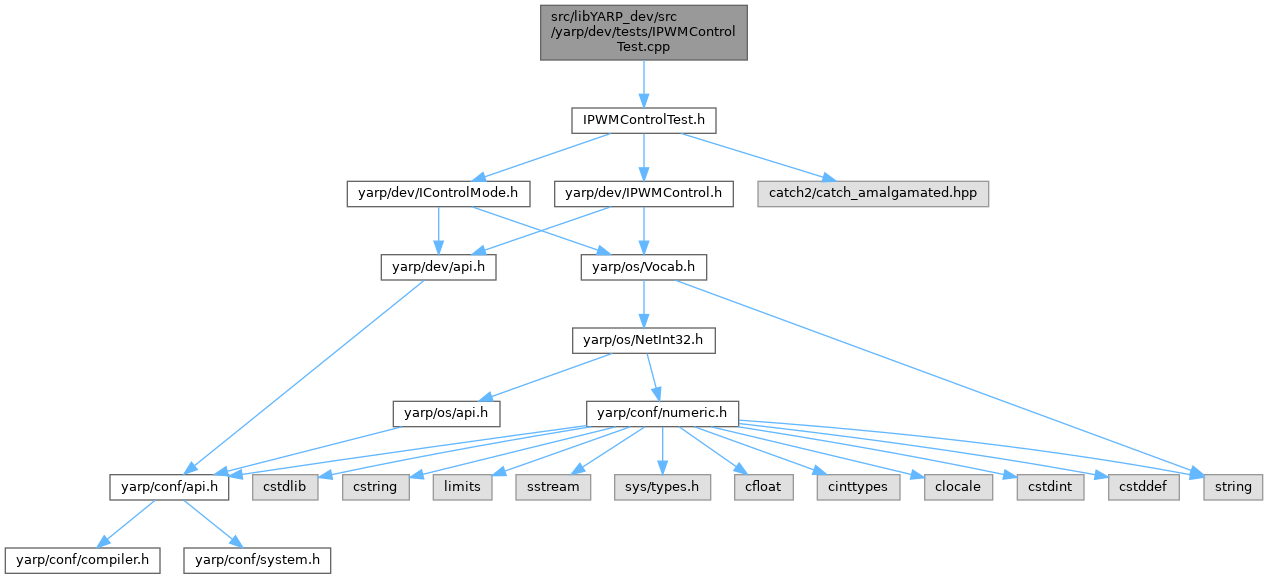 src/libYARP_dev/src
/yarp/dev/tests/IPWMControl
Test.cpp
IPWMControlTest.h
yarp/dev/IControlMode.h
yarp/dev/IPWMControl.h
catch2/catch_amalgamated.hpp
yarp/dev/api.h
yarp/os/Vocab.h
yarp/os/NetInt32.h
yarp/os/api.h
yarp/conf/numeric.h
yarp/conf/api.h
cstdlib
cstring
limits
sstream
sys/types.h
cfloat
cinttypes
clocale
cstdint
cstddef
string
yarp/conf/compiler.h
yarp/conf/system.h